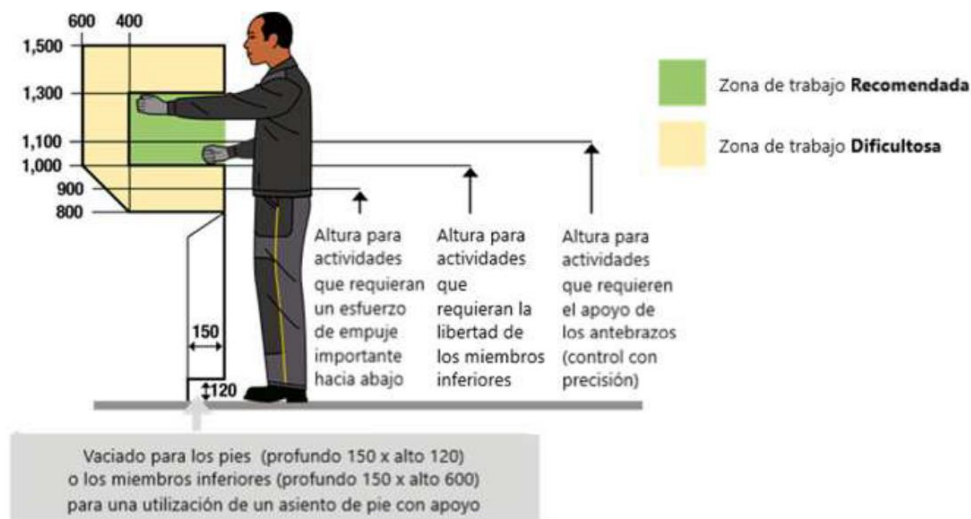 600 400
1,500
1,300
1,100
1,000
900
800
150
120
Zona de trabajo Recomendada
Zona de trabajo Dificultosa
Altura para
actividades
que requieran
un esfuerzo
de empuje
importante
hacia abajo
Altura para
actividades
que
requieran la
libertad de
los miembros
inferiores
Altura para
actividades
que requieren
el apoyo de
los antebrazos
(control con
precisión)
Vaciado para los pies (profundo 150 x alto 120)
o los miembros inferiores (profundo 150 x alto 600)
para una utilización de un asiento de pie con apoyo